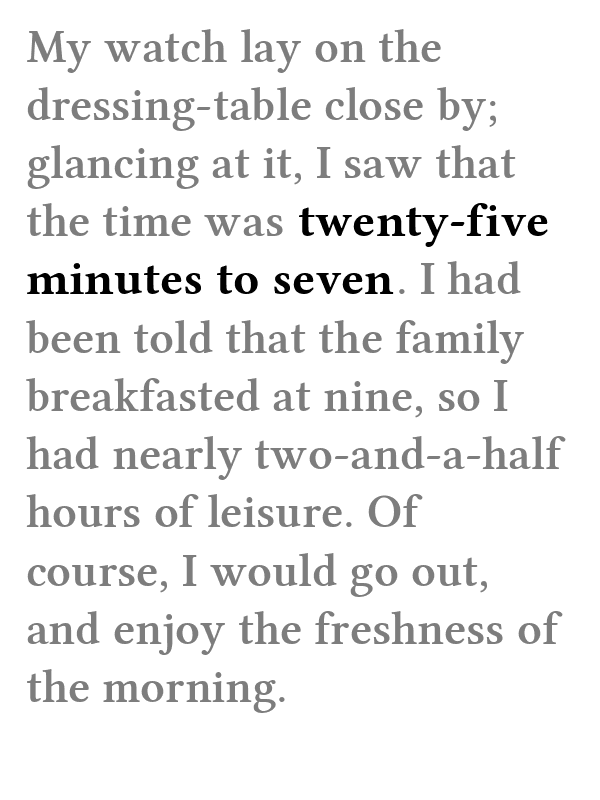 My watch lay on the
dressing-table close by;
glancing at it, I saw that
the time was twenty-five
minutes to seven. I had
been told that the family
breakfasted at nine, so I
had nearly two-and-a-half
hours of leisure. Of
course, I would go out,
and enjoy the freshness of
the morning.